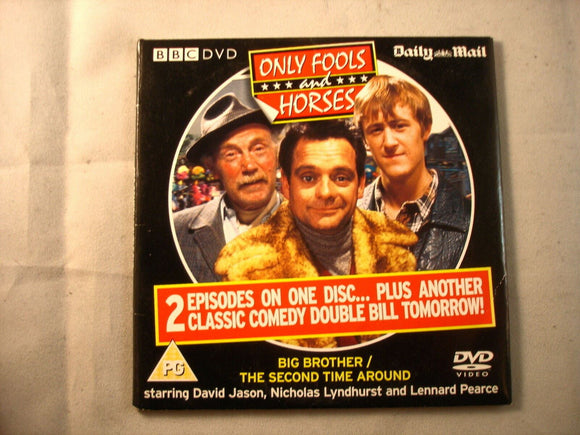 BBC DVD
Daily Mail
ONLY FOOLS
and
HORSES
2 EPISODES ON ONE DISC... PLUS ANOTHER
CLASSIC COMEDY DOUBLE BILL TOMORROW!
BIG BROTHER /
THE SECOND TIME AROUND
PG
DVD
VIDEO
starring David Jason, Nicholas Lyndhurst and Lennard Pearce